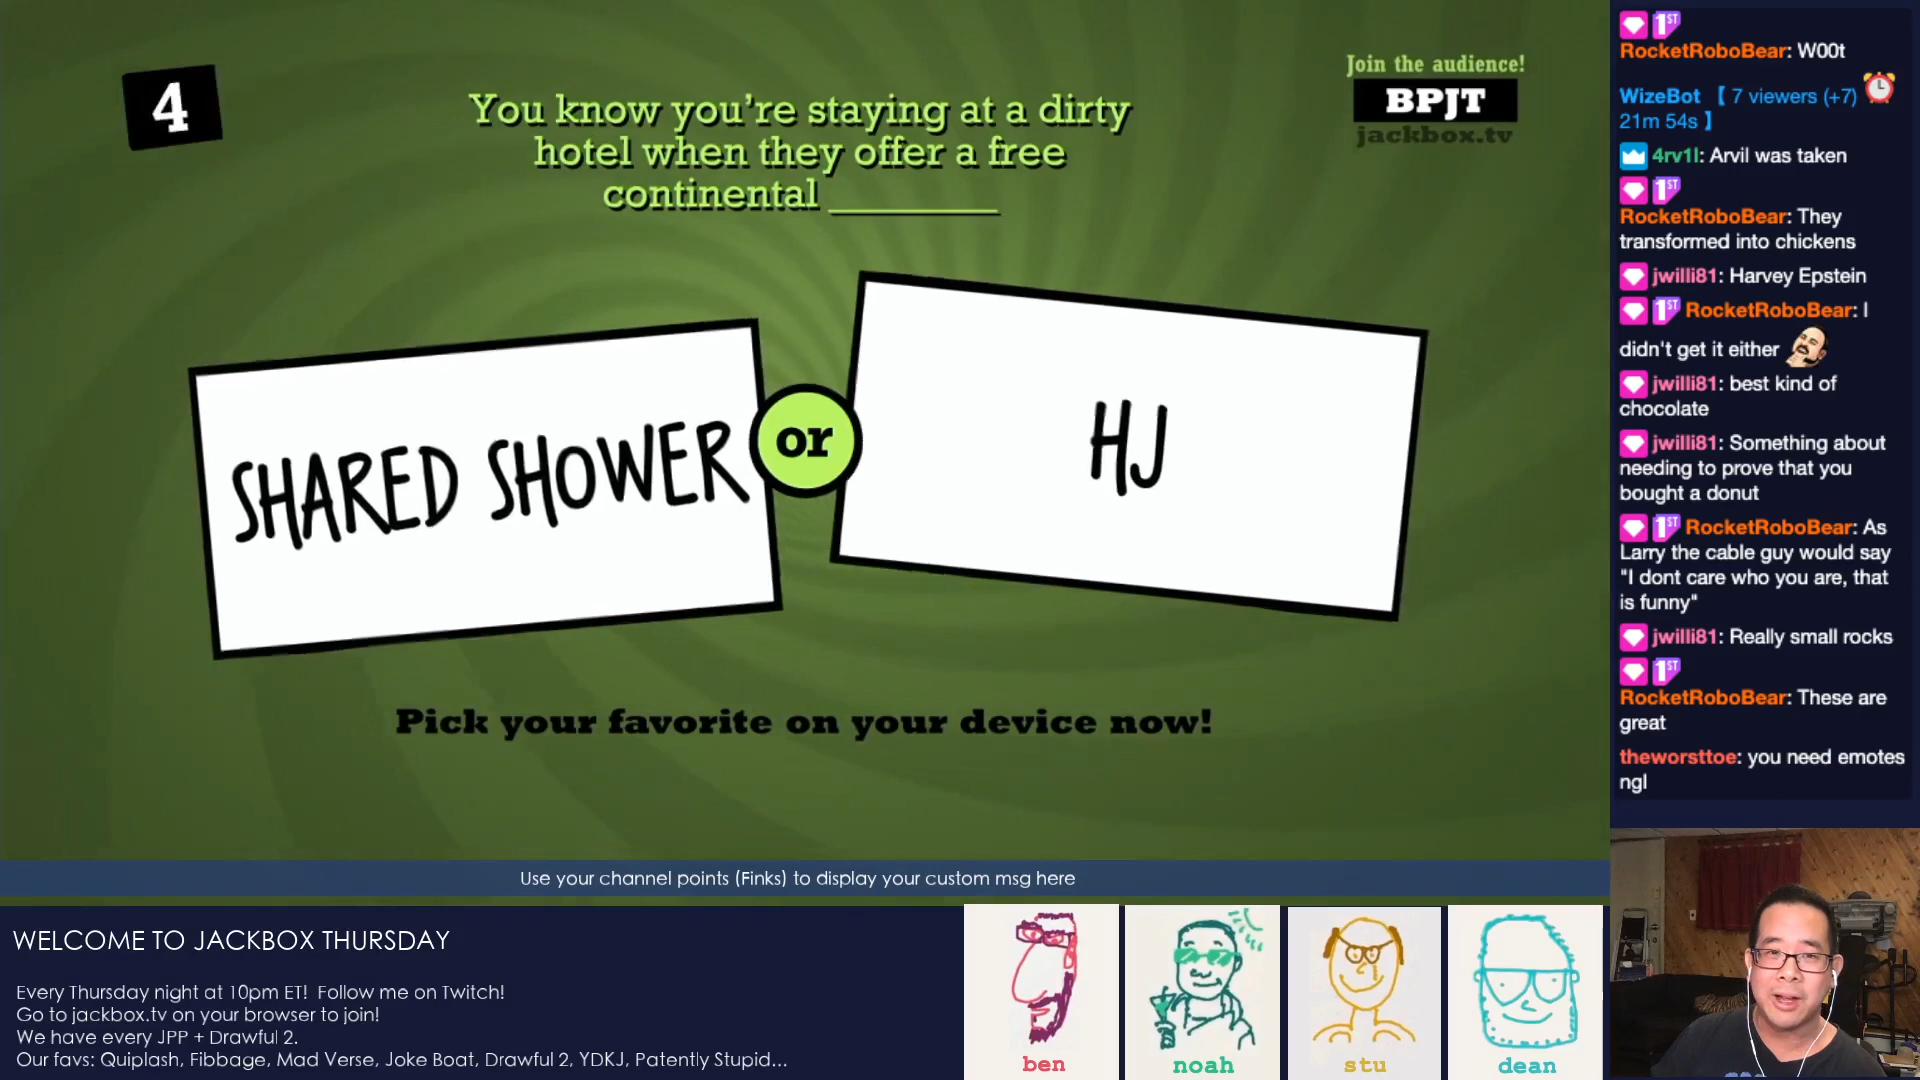 4
You know you're staying at a dirty
hotel when they offer a free
continental ________
Join the audience!
BPJT
jackbox.tv
SHARED SHOWER
or
HJ
Pick your favorite on your device now!
Use your channel points (Finks) to display your custom msg here
WELCOME TO JACKBOX THURSDAY
Every Thursday night at 10pm ET! Follow me on Twitch!
Go to jackbox.tv on your browser to join!
We have every JPP + Drawful 2.
Our favs: Quiplash, Fibbage, Mad Verse, Joke Boat, Drawful 2, YDKJ, Patently Stupid...
ben
noah
stu
dean
1ST
RocketRoboBear: W00t
WizeBot 【 7 viewers (+7)
21m 54s 】
4rv1l: Arvil was taken
1ST
RocketRoboBear: They
transformed into chickens
jwilli81: Harvey Epstein
1ST RocketRoboBear: I
didn't get it either
jwilli81: best kind of
chocolate
jwilli81: Something about
needing to prove that you
bought a donut
1ST RocketRoboBear: As
Larry the cable guy would say
"I dont care who you are, that
is funny"
jwilli81: Really small rocks
1ST
RocketRoboBear: These are
great
theworsttoe: you need emotes
ngl